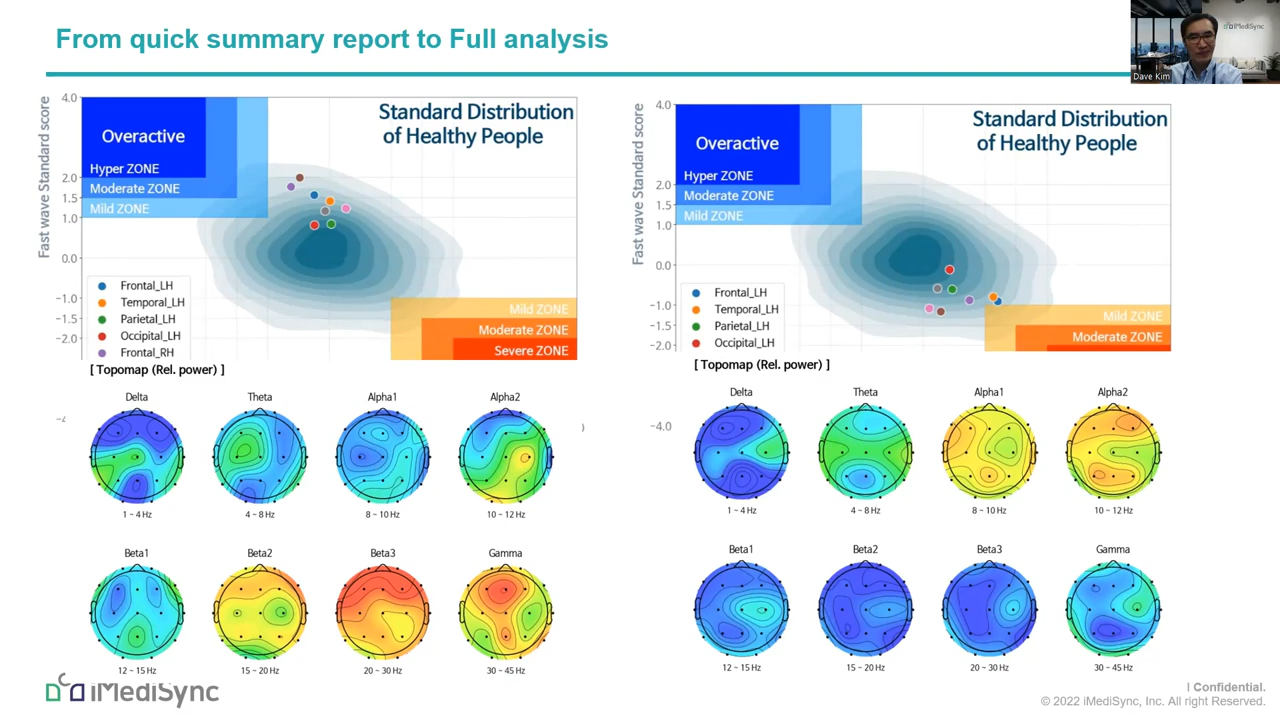 From quick summary report to Full analysis
iMediSync
Dave Kim
Fast wave Standard score
4.0
2.0
1.5
1.0
0.0
−1.0
−1.5
−2.0
Standard Distribution
of Healthy People
Overactive
Hyper ZONE
Moderate ZONE
Mild ZONE
Frontal_LH
Temporal_LH
Parietal_LH
Occipital_LH
Frontal_RH
Mild ZONE
Moderate ZONE
Severe ZONE
[ Topomap (Rel. power) ]
Delta
Theta
Alpha1
Alpha2
1 ~ 4 Hz
4 ~ 8 Hz
8 ~ 10 Hz
10 ~ 12 Hz
Beta1
Beta2
Beta3
Gamma
12 ~ 15 Hz
15 ~ 20 Hz
20 ~ 30 Hz
30 ~ 45 Hz
Fast wave Standard score
4.0
2.0
1.5
1.0
0.0
−1.0
−1.5
−2.0
−4.0
Standard Distribution
of Healthy People
Overactive
Hyper ZONE
Moderate ZONE
Mild ZONE
Frontal_LH
Temporal_LH
Parietal_LH
Occipital_LH
Mild ZONE
Moderate ZONE
[ Topomap (Rel. power) ]
Delta
Theta
Alpha1
Alpha2
1 ~ 4 Hz
4 ~ 8 Hz
8 ~ 10 Hz
10 ~ 12 Hz
Beta1
Beta2
Beta3
Gamma
12 ~ 15 Hz
15 ~ 20 Hz
20 ~ 30 Hz
30 ~ 45 Hz
iMediSync
| Confidential.
© 2022 iMediSync, Inc. All right Reserved.